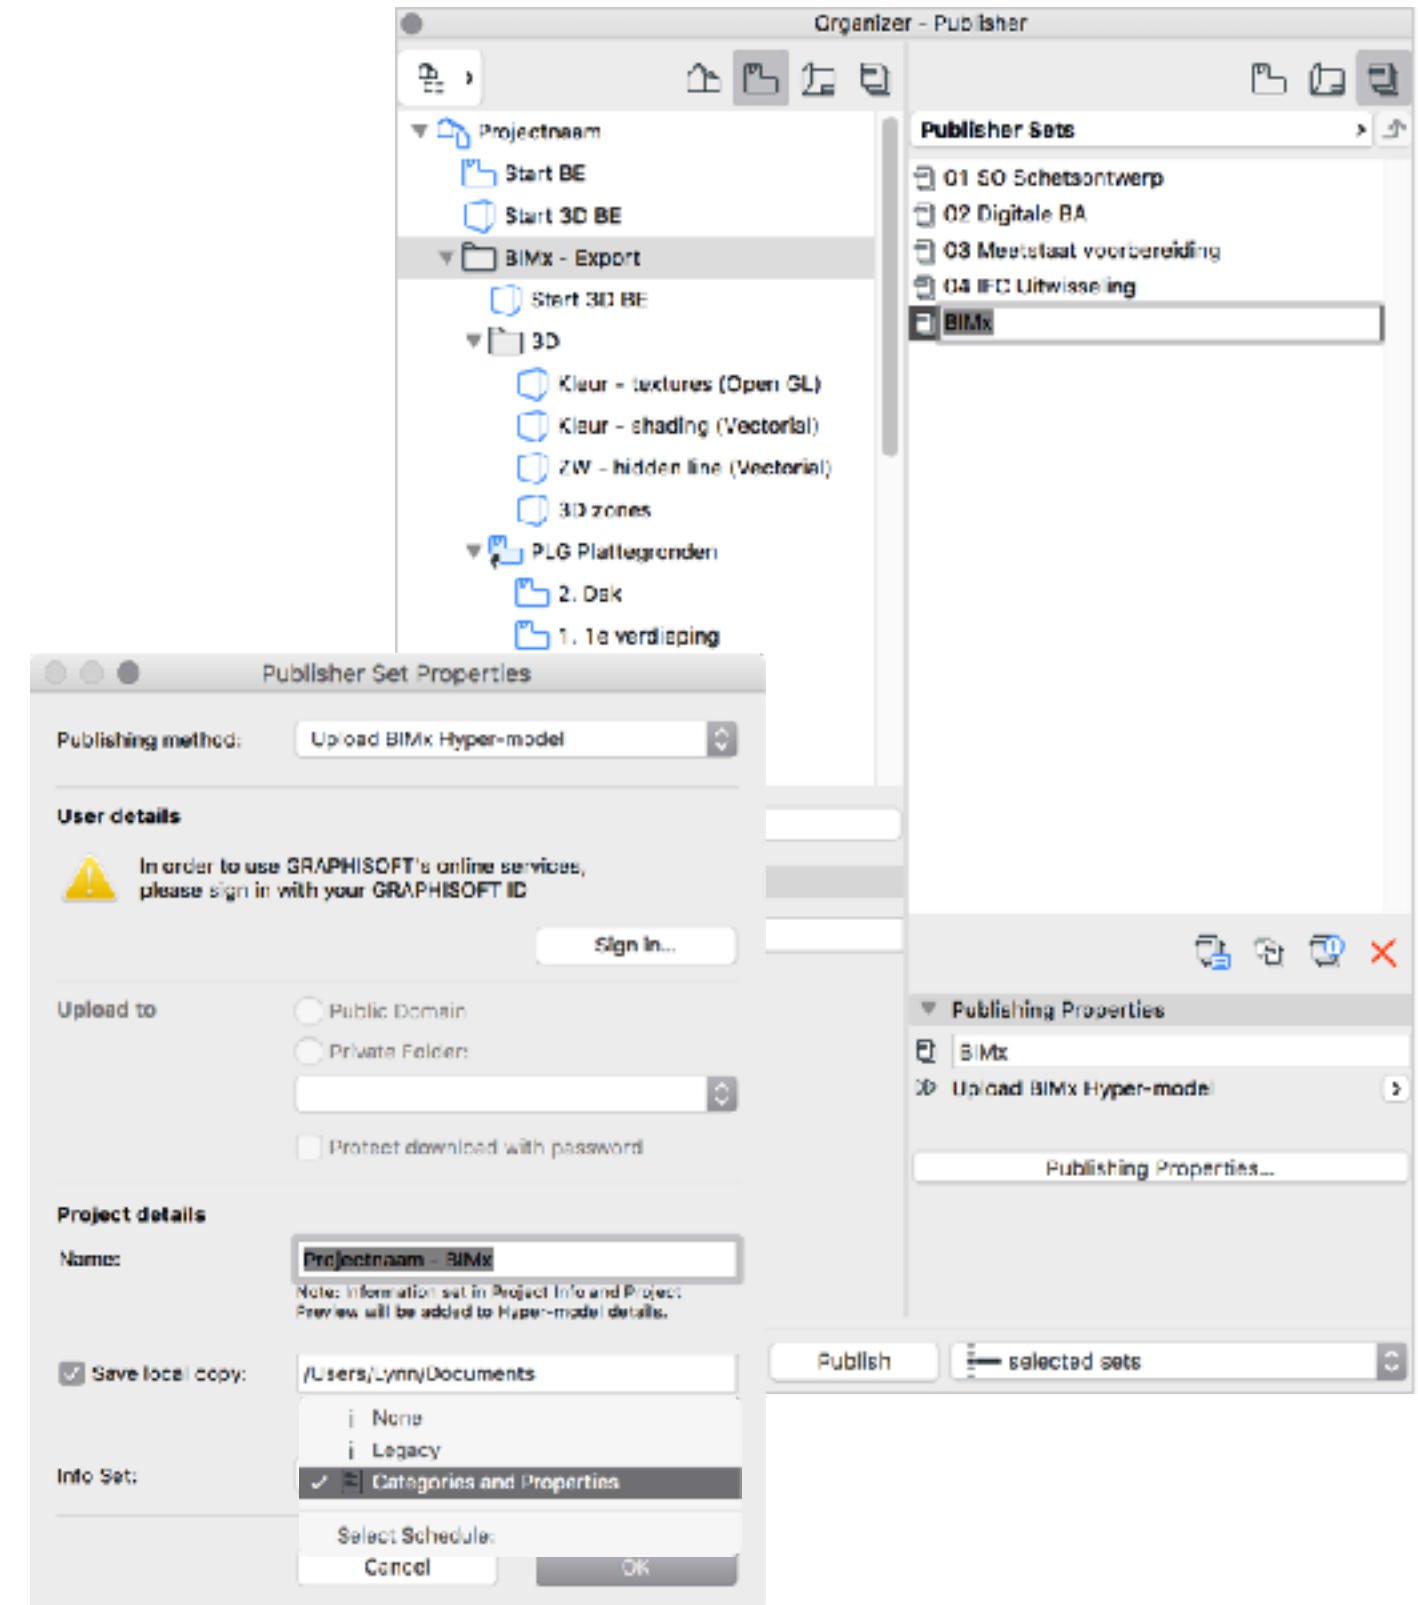 Organizer - Publisher
Projectnaam
Start BE
Start 3D BE
BIMx - Export
Start 3D BE
3D
Kleur - textures (Open GL)
Kleur - shading (Vectorial)
ZW - hidden line (Vectorial)
3D zones
PLG Plattegronden
2. Dak
1. 1e verdieping
Publisher Sets
01 SO Schetsontwerp
02 Digitale BA
03 Meetstaat voorbereiding
04 IFC Uitwisseling
BIMx
Publishing Properties
BIMx
Upload BIMx Hyper-model
Publishing Properties...
Publish
selected sets
Publisher Set Properties
Publishing method:
Upload BIMx Hyper-model
User details
In order to use GRAPHISOFT's online services,
please sign in with your GRAPHISOFT ID
Sign in...
Upload to
Public Domain
Private Folder:
Protect download with password
Project details
Name:
Projectnaam - BIMx
Note: Information set in Project Info and Project
Preview will be added to Hyper-model details.
Save local copy:
/Users/Lynn/Documents
Info Set:
None
Legacy
Categories and Properties
Select Schedule:
Cancel
OK